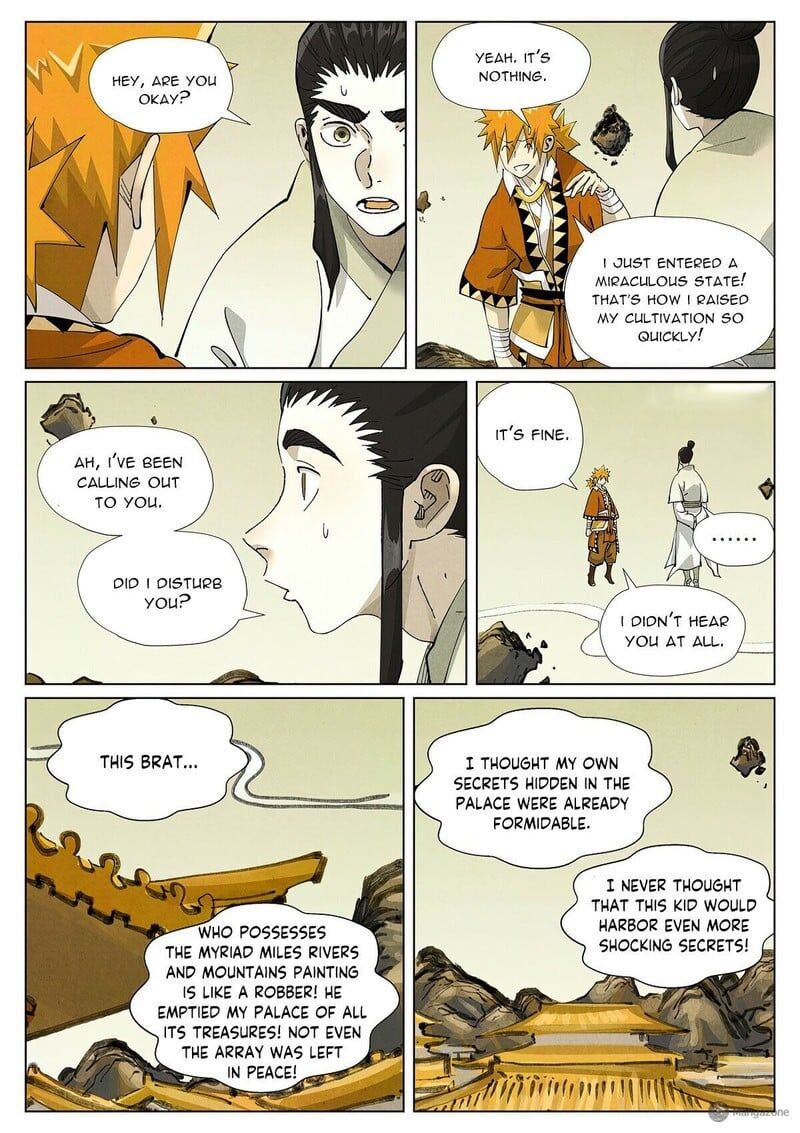 HEY, ARE YOU
OKAY?
YEAH. IT'S
NOTHING.
I JUST ENTERED A
MIRACULOUS STATE!
THAT'S HOW I RAISED
MY CULTIVATION SO
QUICKLY!
AH, I'VE BEEN
CALLING OUT
TO YOU.
DID I DISTURB
YOU?
IT'S FINE.
......
I DIDN'T HEAR
YOU AT ALL.
THIS BRAT...
WHO POSSESSES
THE MYRIAD MILES RIVERS
AND MOUNTAINS PAINTING
IS LIKE A ROBBER! HE
EMPTIED MY PALACE OF ALL
ITS TREASURES! NOT EVEN
THE ARRAY WAS LEFT
IN PEACE!
I THOUGHT MY OWN
SECRETS HIDDEN IN THE
PALACE WERE ALREADY
FORMIDABLE.
I NEVER THOUGHT
THAT THIS KID WOULD
HARBOR EVEN MORE
SHOCKING SECRETS!
Mangazone